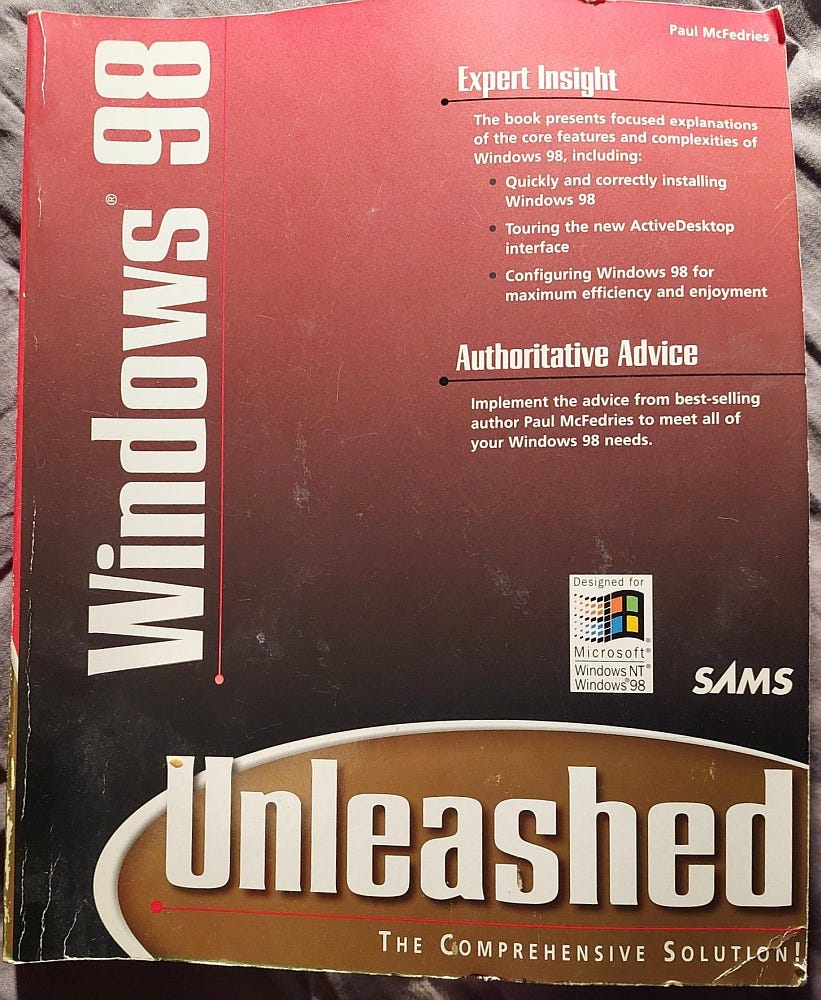 Paul McFedries
Windows® 98
Expert Insight
The book presents focused explanations
of the core features and complexities of
Windows 98, including:
• Quickly and correctly installing
Windows 98
• Touring the new ActiveDesktop
interface
• Configuring Windows 98 for
maximum efficiency and enjoyment
Authoritative Advice
Implement the advice from best-selling
author Paul McFedries to meet all of
your Windows 98 needs.
Designed for
Microsoft®
Windows NT®
Windows®98
SAMS
Unleashed
THE COMPREHENSIVE SOLUTION!